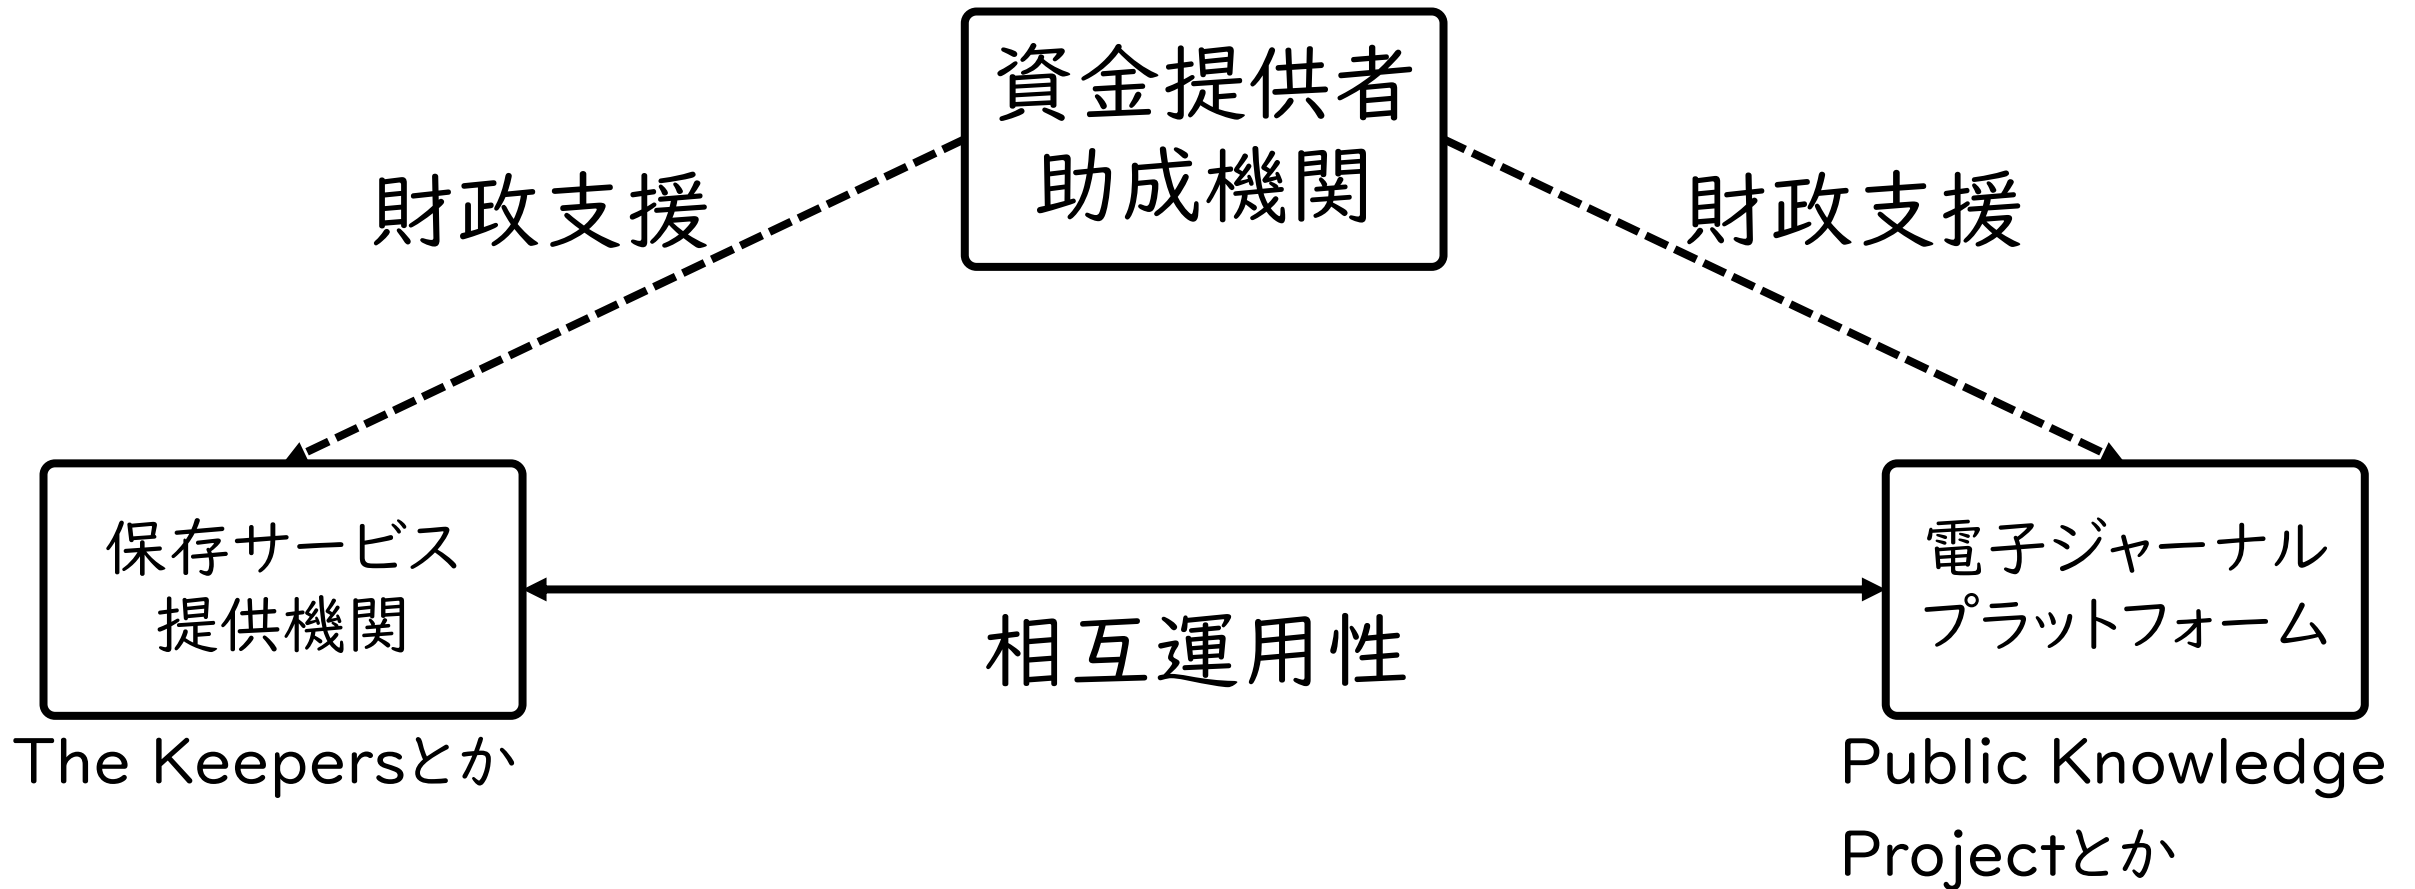 資金提供者
助成機関
財政支援
財政支援
保存サービス
提供機関
電子ジャーナル
プラットフォーム
相互運用性
The Keepersとか
Public Knowledge
Projectとか